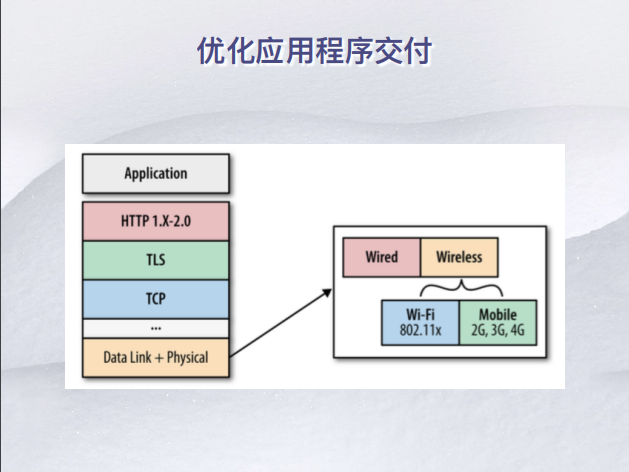 优化应用程序交付
Application
HTTP 1.X-2.0
TLS
TCP
...
Data Link + Physical
Wired
Wireless
Wi-Fi
802.11x
Mobile
2G, 3G, 4G